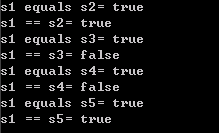 s1 equals s2= true
s1 == s2= true
s1 equals s3= true
s1 == s3= false
s1 equals s4= true
s1 == s4= false
s1 equals s5= true
s1 == s5= true